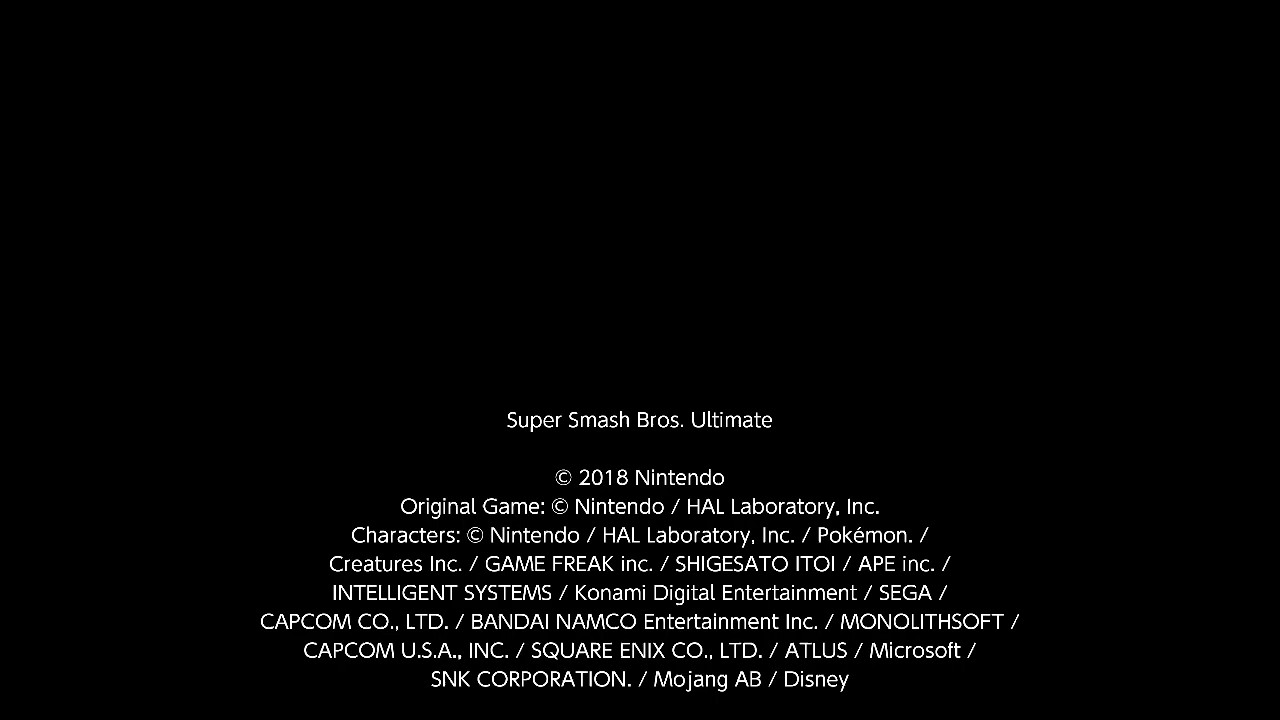 Super Smash Bros. Ultimate
© 2018 Nintendo
Original Game: © Nintendo / HAL Laboratory, Inc.
Characters: © Nintendo / HAL Laboratory, Inc. / Pokémon. /
Creatures Inc. / GAME FREAK inc. / SHIGESATO ITOI / APE inc. /
INTELLIGENT SYSTEMS / Konami Digital Entertainment / SEGA /
CAPCOM CO., LTD. / BANDAI NAMCO Entertainment Inc. / MONOLITHSOFT /
CAPCOM U.S.A., INC. / SQUARE ENIX CO., LTD. / ATLUS / Microsoft /
SNK CORPORATION. / Mojang AB / Disney